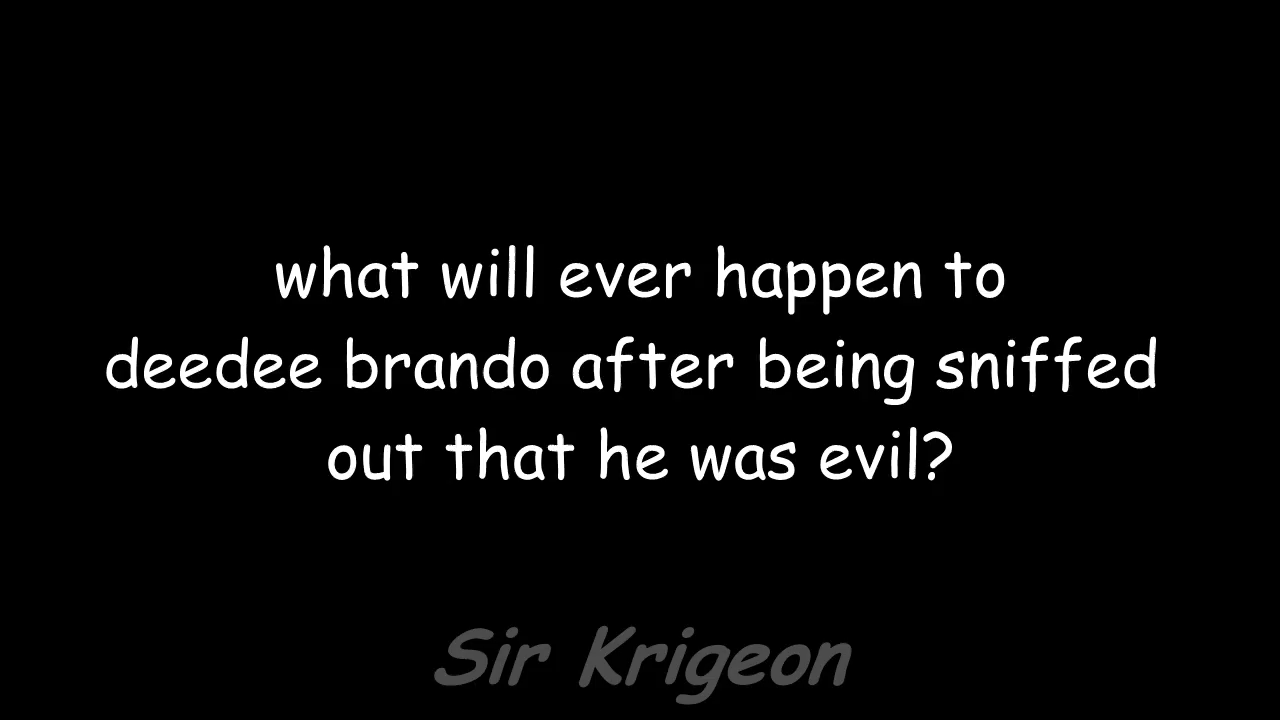 what will ever happen to
deedee brando after being sniffed
out that he was evil?
Sir Krigeon